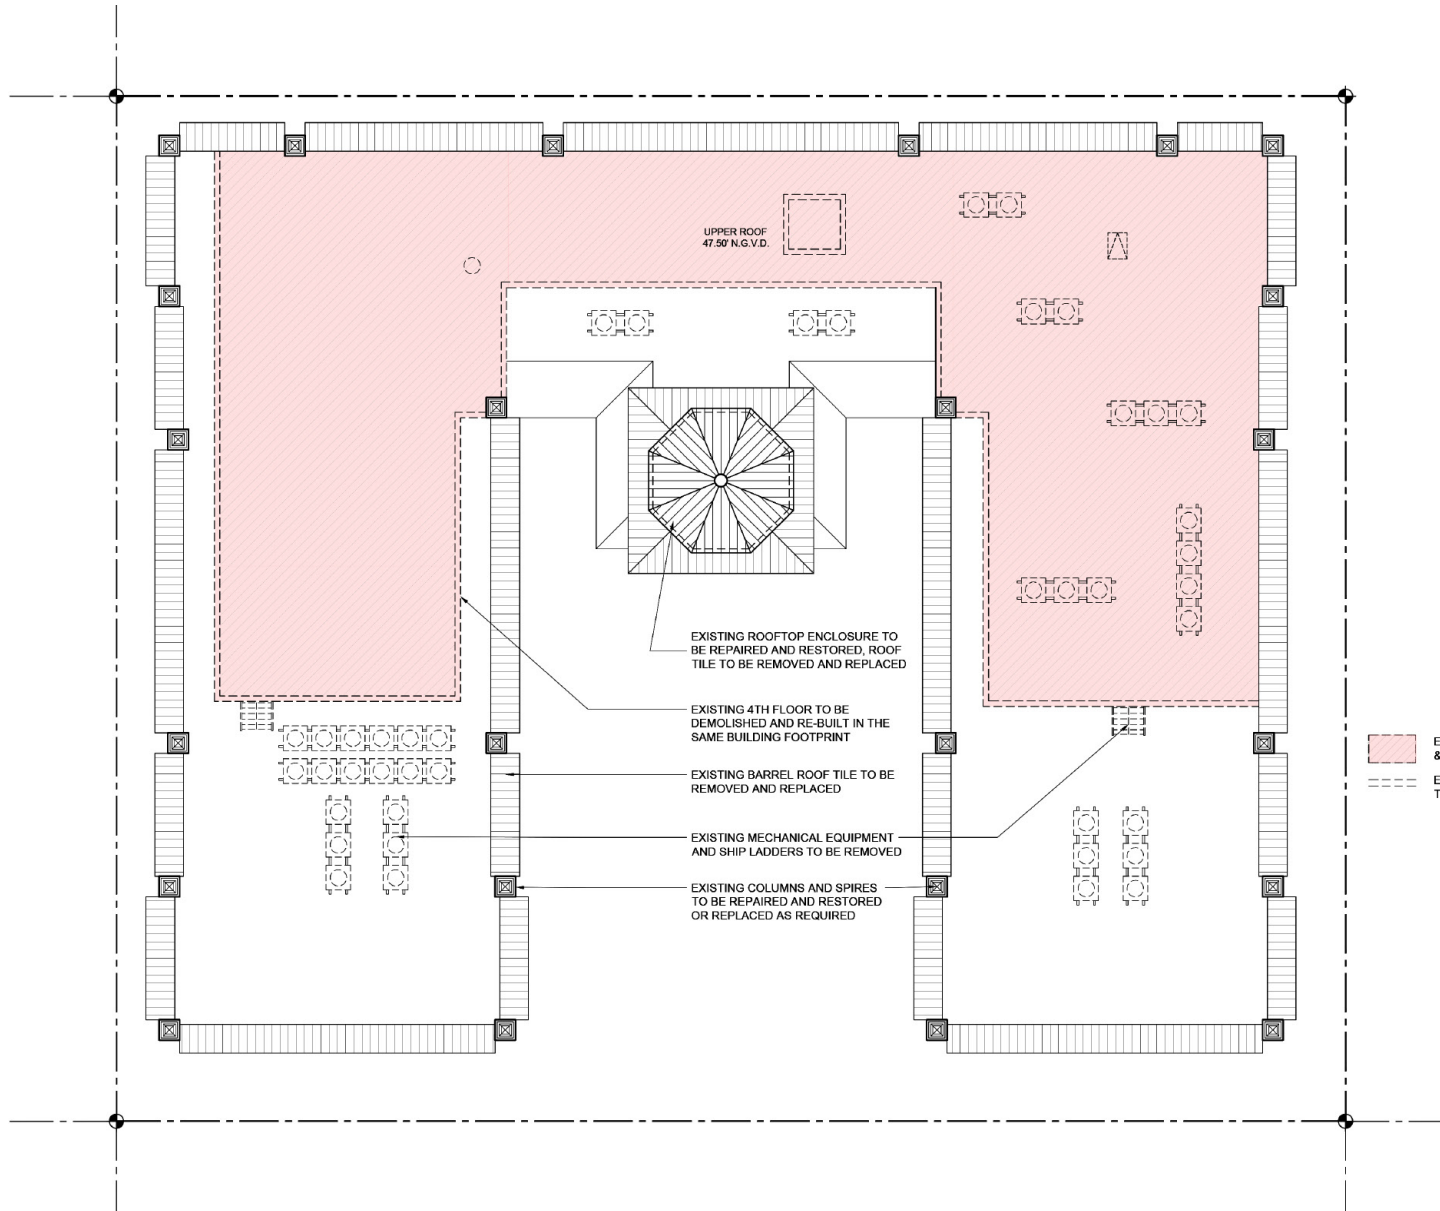 UPPER ROOF
47.50' N.G.V.D.
EXISTING ROOFTOP ENCLOSURE TO
BE REPAIRED AND RESTORED, ROOF
TILE TO BE REMOVED AND REPLACED
EXISTING 4TH FLOOR TO BE
DEMOLISHED AND RE-BUILT IN THE
SAME BUILDING FOOTPRINT
EXISTING BARREL ROOF TILE TO BE
REMOVED AND REPLACED
EXISTING MECHANICAL EQUIPMENT
AND SHIP LADDERS TO BE REMOVED
EXISTING COLUMNS AND SPIRES
TO BE REPAIRED AND RESTORED
OR REPLACED AS REQUIRED
E
&
E
T